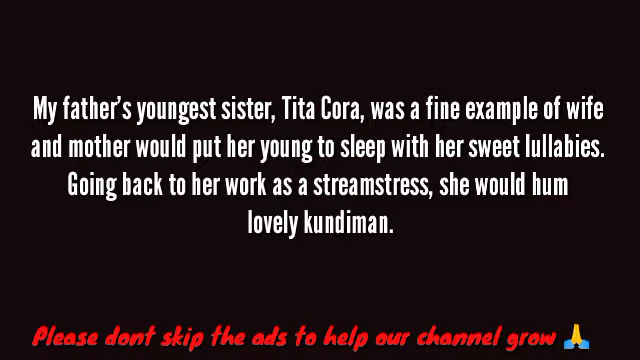 My father's youngest sister, Tita Cora, was a fine example of wife
and mother would put her young to sleep with her sweet lullabies.
Going back to her work as a streamstress, she would hum
lovely kundiman.
Please dont skip the ads to help our channel grow 🙏